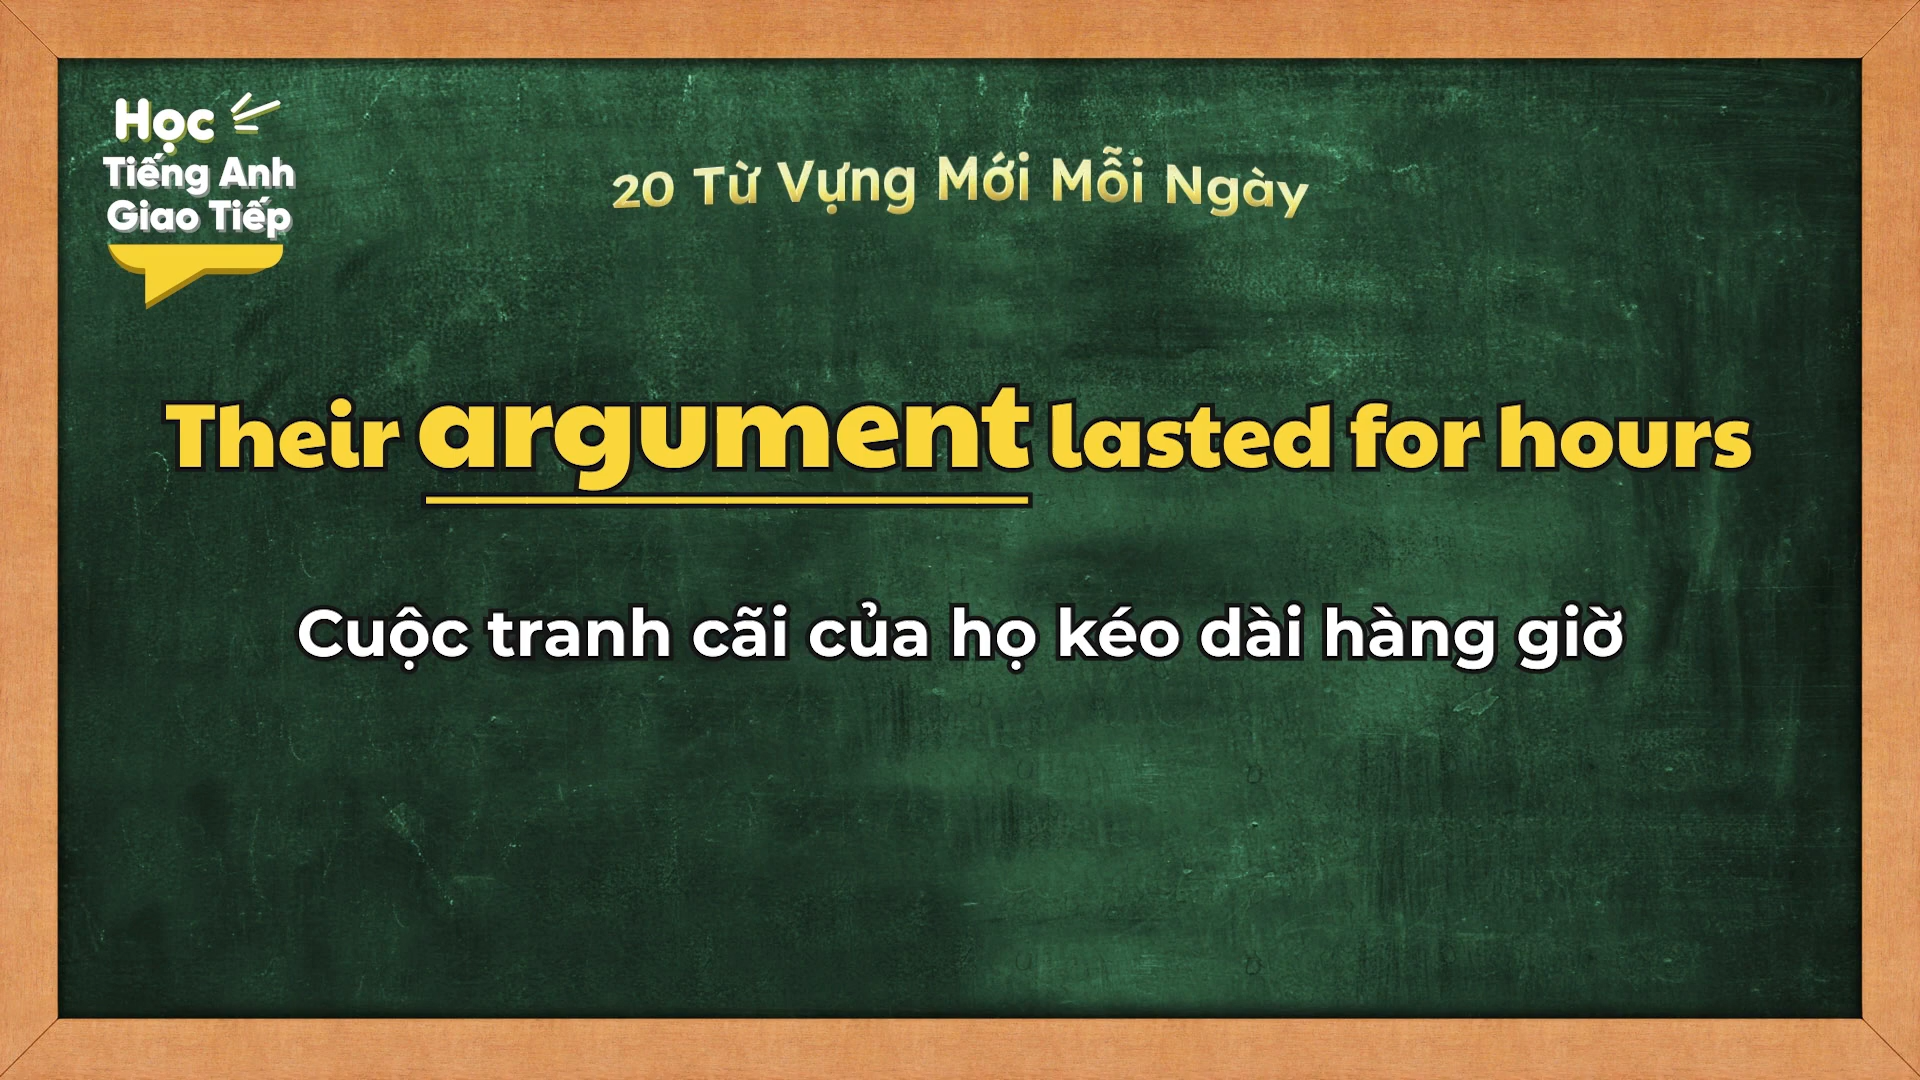 Học
Tiếng Anh
Giao Tiếp
20 Từ Vựng Mới Mỗi Ngày
Their argument lasted for hours
Cuộc tranh cãi của họ kéo dài hàng giờ